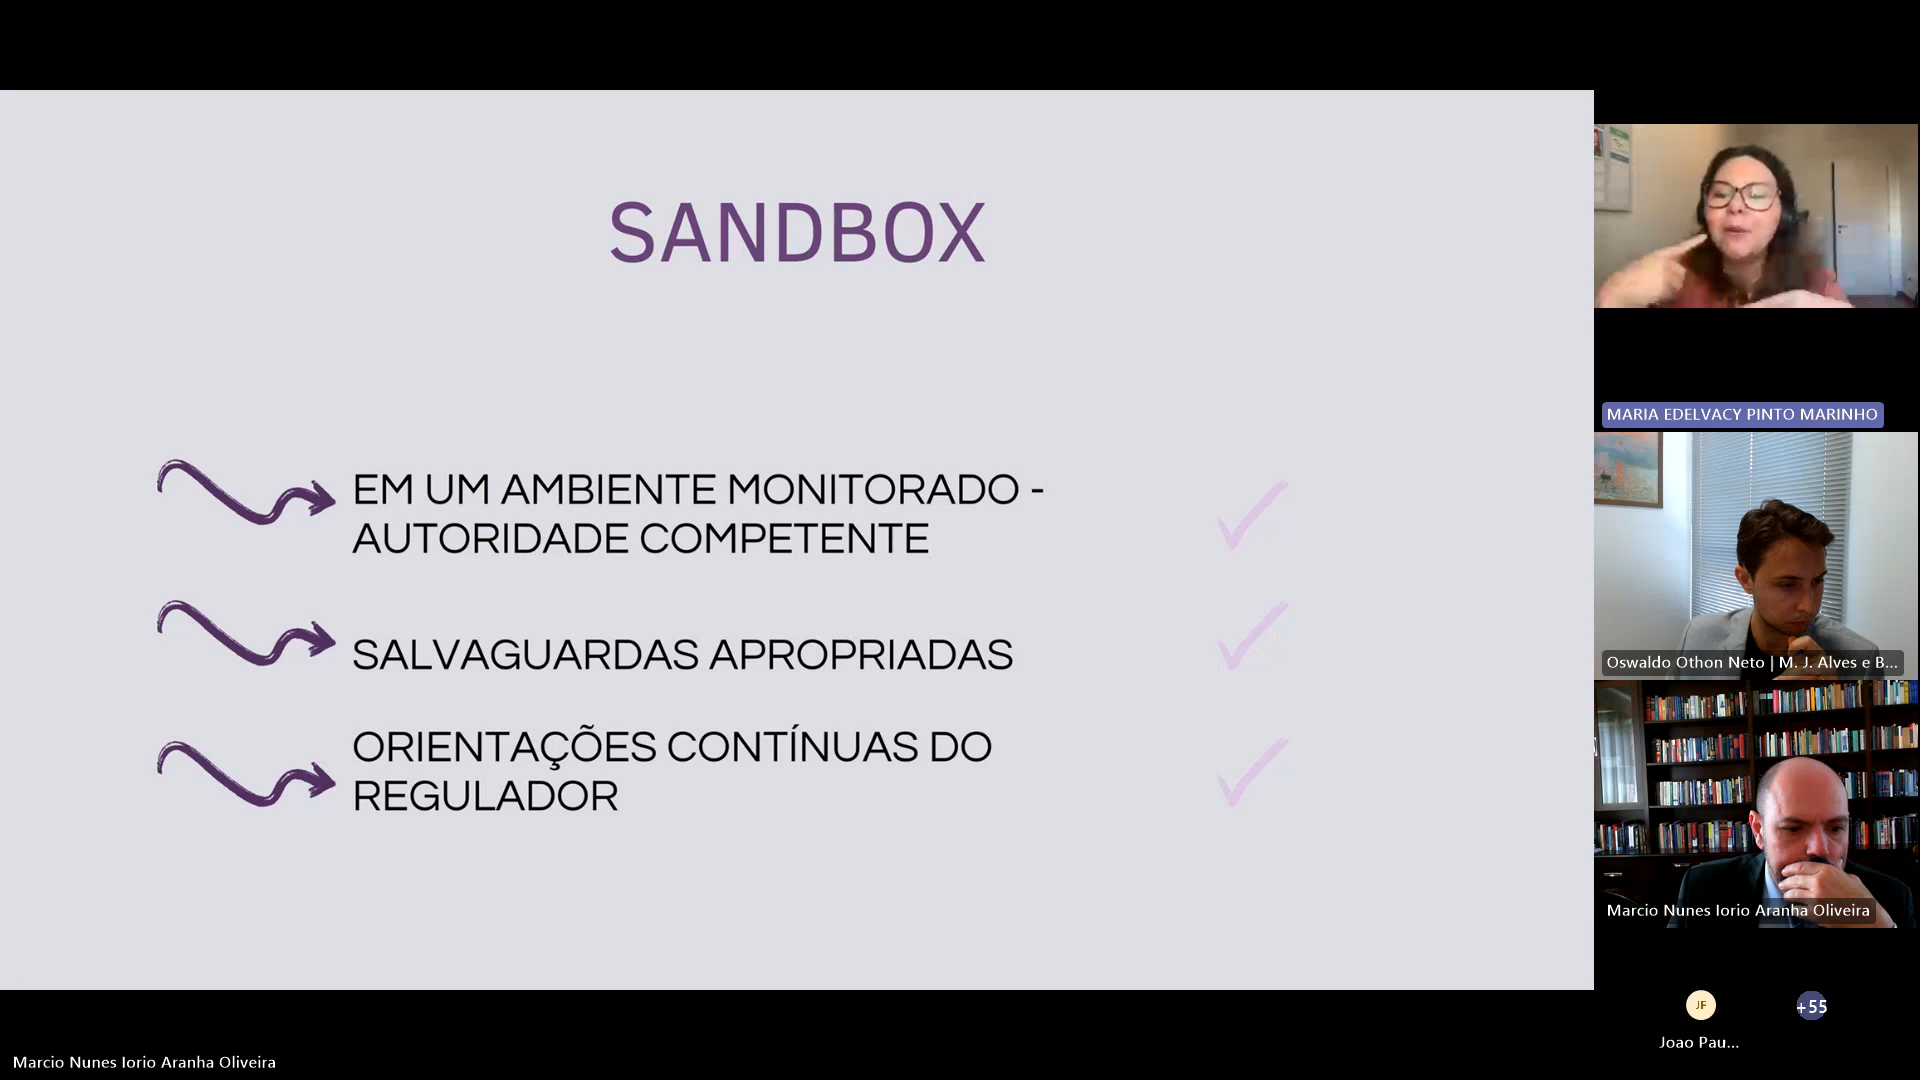 SANDBOX
EM UM AMBIENTE MONITORADO -
AUTORIDADE COMPETENTE
SALVAGUARDAS APROPRIADAS
ORIENTAÇÕES CONTÍNUAS DO
REGULADOR
MARIA EDELVACY PINTO MARINHO
Oswaldo Othon Neto | M. J. Alves e B...
Marcio Nunes Iorio Aranha Oliveira
JF
+55
Joao Pau...
Marcio Nunes Iorio Aranha Oliveira